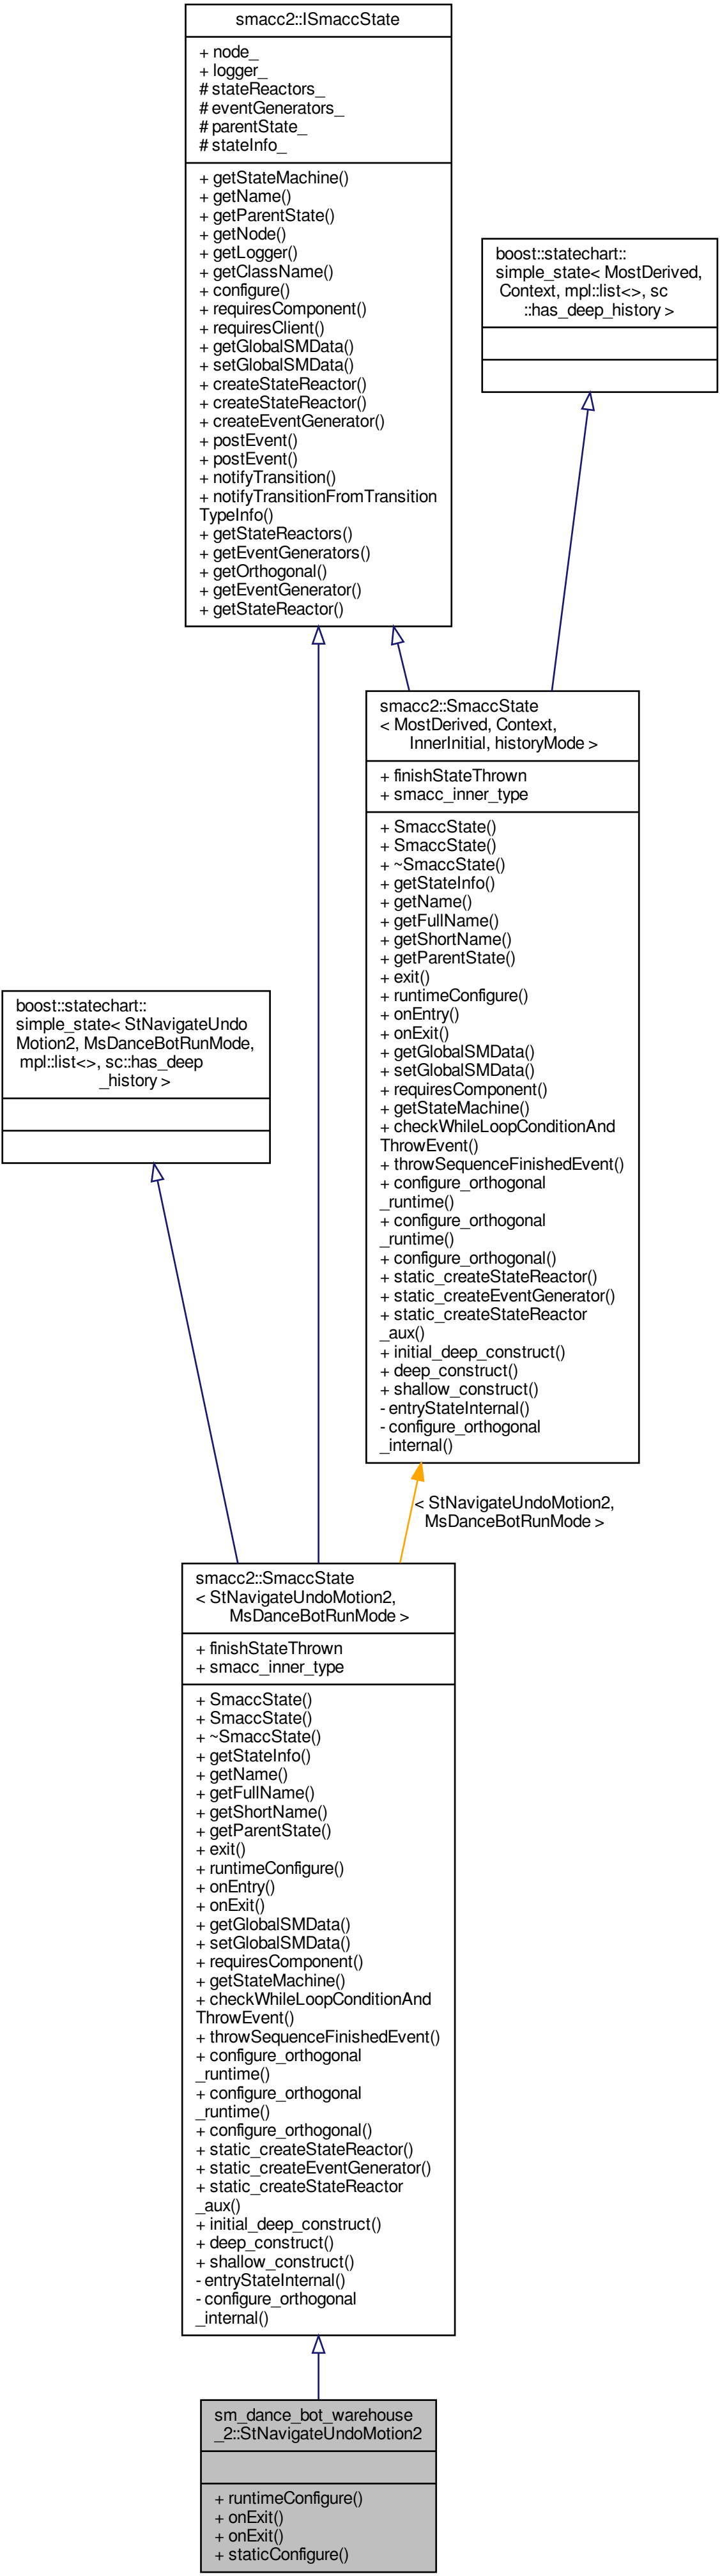 smacc2::ISmaccState
+ node_
+ logger_
# stateReactors_
# eventGenerators_
# parentState_
# stateInfo_
+ getStateMachine()
+ getName()
+ getParentState()
+ getNode()
+ getLogger()
+ getClassName()
+ configure()
+ requiresComponent()
+ requiresClient()
+ getGlobalSMData()
+ setGlobalSMData()
+ createStateReactor()
+ createStateReactor()
+ createEventGenerator()
+ postEvent()
+ postEvent()
+ notifyTransition()
+ notifyTransitionFromTransition
TypeInfo()
+ getStateReactors()
+ getEventGenerators()
+ getOrthogonal()
+ getEventGenerator()
+ getStateReactor()
boost::statechart::
simple_state< MostDerived,
Context, mpl::list<>, sc
::has_deep_history >
smacc2::SmaccState
< MostDerived, Context,
InnerInitial, historyMode >
+ finishStateThrown
+ smacc_inner_type
+ SmaccState()
+ SmaccState()
+ ~SmaccState()
+ getStateInfo()
+ getName()
+ getFullName()
+ getShortName()
+ getParentState()
+ exit()
+ runtimeConfigure()
+ onEntry()
+ onExit()
+ getGlobalSMData()
+ setGlobalSMData()
+ requiresComponent()
+ getStateMachine()
+ checkWhileLoopConditionAnd
ThrowEvent()
+ throwSequenceFinishedEvent()
+ configure_orthogonal
_runtime()
+ configure_orthogonal
_runtime()
+ configure_orthogonal()
+ static_createStateReactor()
+ static_createEventGenerator()
+ static_createStateReactor
_aux()
+ initial_deep_construct()
+ deep_construct()
+ shallow_construct()
- entryStateInternal()
- configure_orthogonal
_internal()
boost::statechart::
simple_state< StNavigateUndo
Motion2, MsDanceBotRunMode,
mpl::list<>, sc::has_deep
_history >
< StNavigateUndoMotion2,
MsDanceBotRunMode >
smacc2::SmaccState
< StNavigateUndoMotion2,
MsDanceBotRunMode >
+ finishStateThrown
+ smacc_inner_type
+ SmaccState()
+ SmaccState()
+ ~SmaccState()
+ getStateInfo()
+ getName()
+ getFullName()
+ getShortName()
+ getParentState()
+ exit()
+ runtimeConfigure()
+ onEntry()
+ onExit()
+ getGlobalSMData()
+ setGlobalSMData()
+ requiresComponent()
+ getStateMachine()
+ checkWhileLoopConditionAnd
ThrowEvent()
+ throwSequenceFinishedEvent()
+ configure_orthogonal
_runtime()
+ configure_orthogonal
_runtime()
+ configure_orthogonal()
+ static_createStateReactor()
+ static_createEventGenerator()
+ static_createStateReactor
_aux()
+ initial_deep_construct()
+ deep_construct()
+ shallow_construct()
- entryStateInternal()
- configure_orthogonal
_internal()
sm_dance_bot_warehouse
_2::StNavigateUndoMotion2
+ runtimeConfigure()
+ onExit()
+ onExit()
+ staticConfigure()